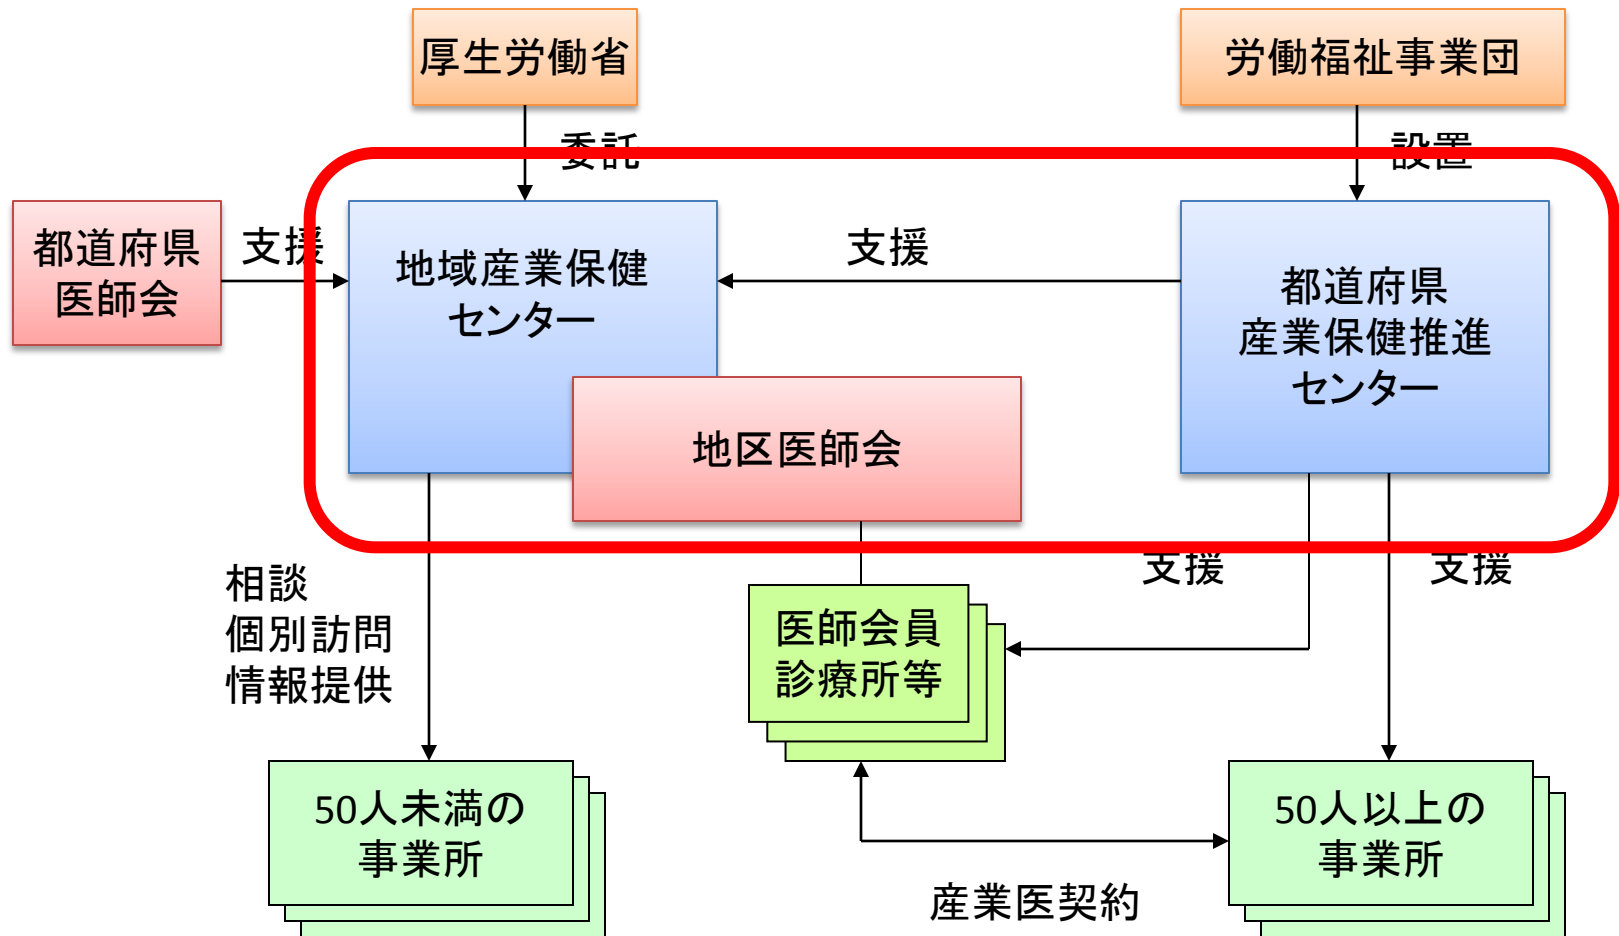 厚生労働省
労働福祉事業団
委託
設置
都道府県
医師会
支援
地域産業保健
センター
支援
都道府県
産業保健推進
センター
地区医師会
相談
個別訪問
情報提供
医師会員
診療所等
支援
支援
50人未満の
事業所
50人以上の
事業所
産業医契約